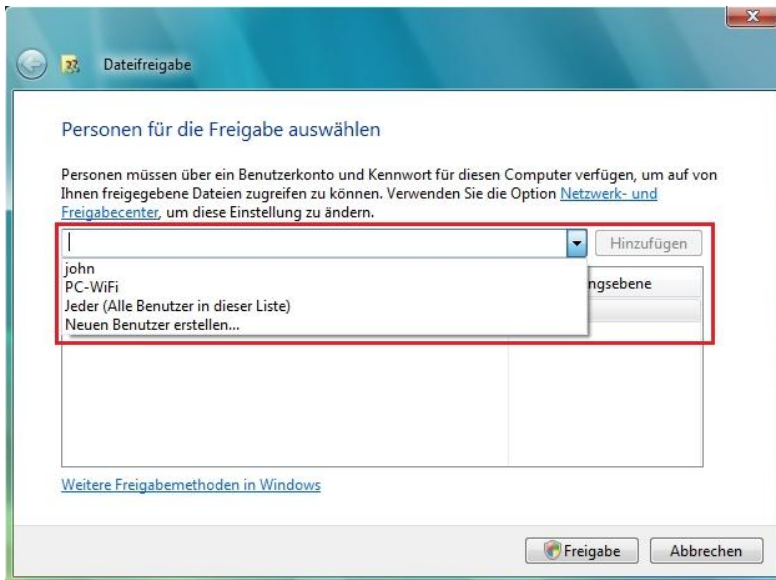 Dateifreigabe
Personen für die Freigabe auswählen
Personen müssen über ein Benutzerkonto und Kennwort für diesen Computer verfügen, um auf von
Ihnen freigegebene Dateien zugreifen zu können. Verwenden Sie die Option Netzwerk- und
Freigabecenter, um diese Einstellung zu ändern.
Hinzufügen
john
PC-WiFi
Jeder (Alle Benutzer in dieser Liste)
Neuen Benutzer erstellen...
ngsebene
Weitere Freigabemethoden in Windows
Freigabe Abbrechen